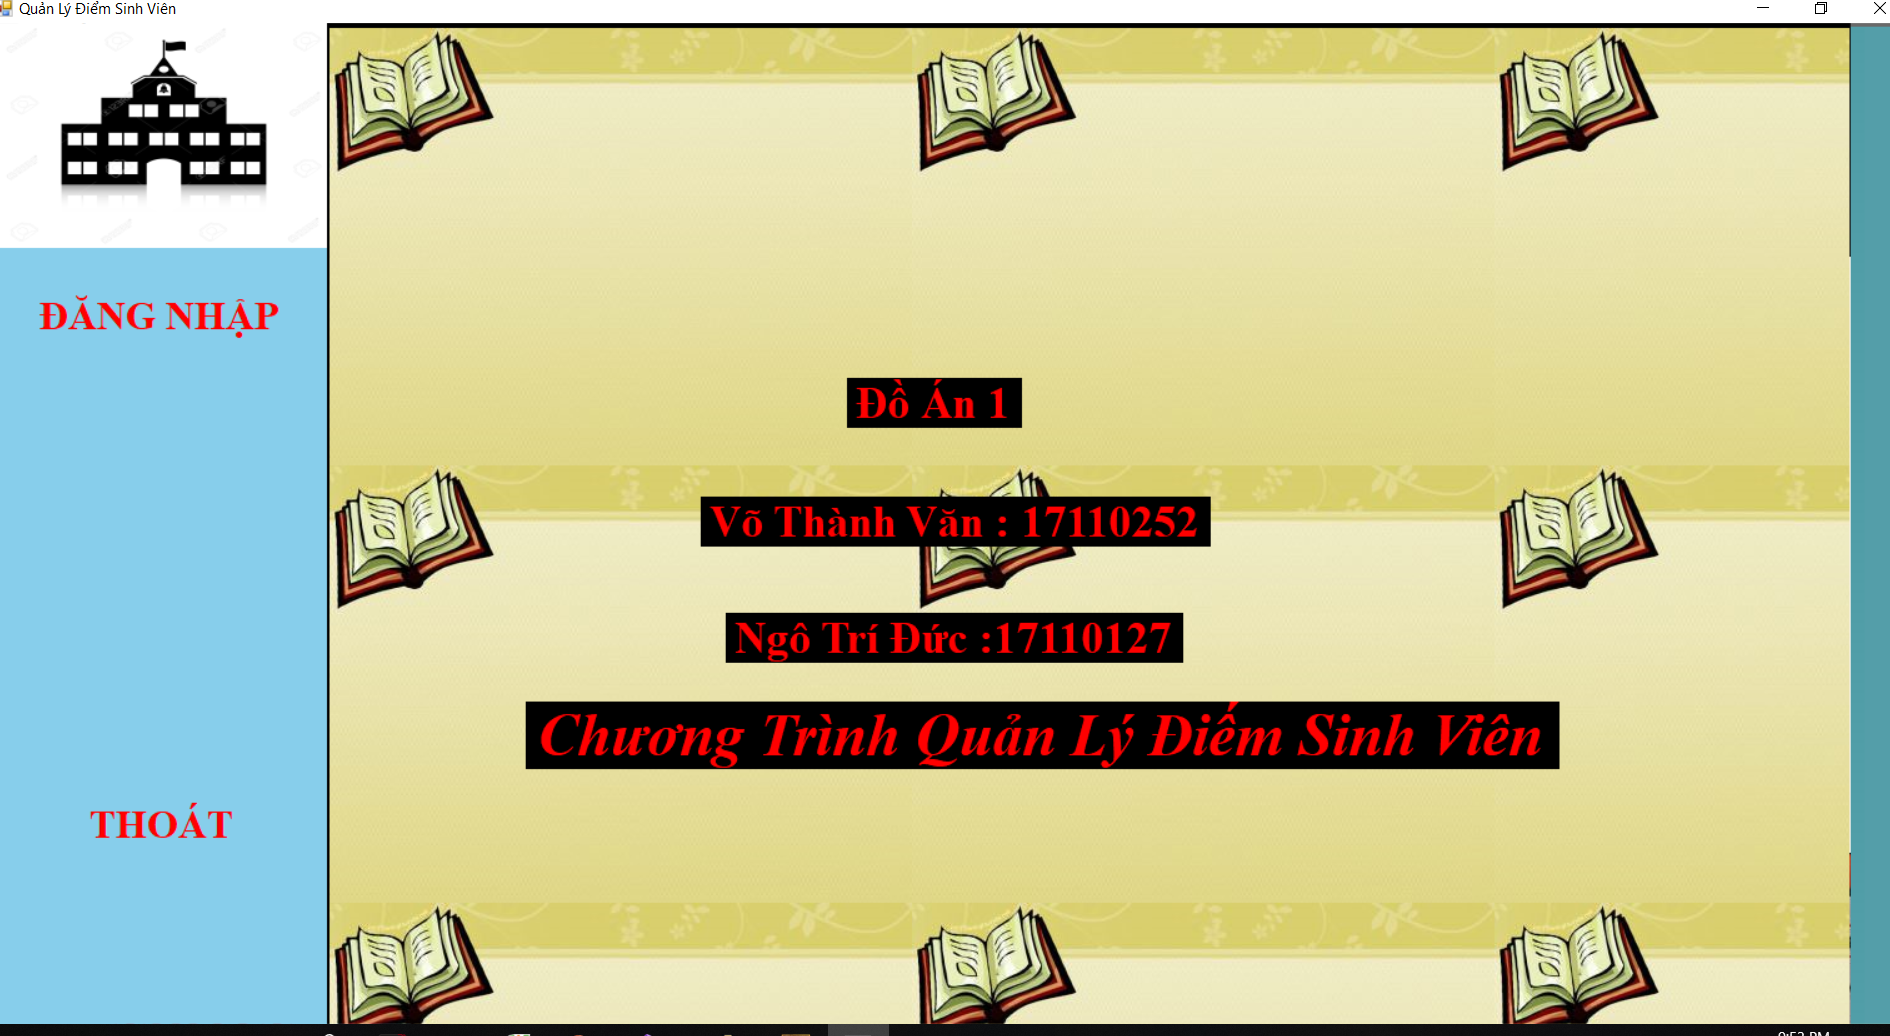 Quản Lý Điểm Sinh Viên
ĐĂNG NHẬP
THOÁT
Đồ Án 1
Võ Thành Văn : 17110252
Ngô Trí Đức :17110127
Chương Trình Quản Lý Điểm Sinh Viên